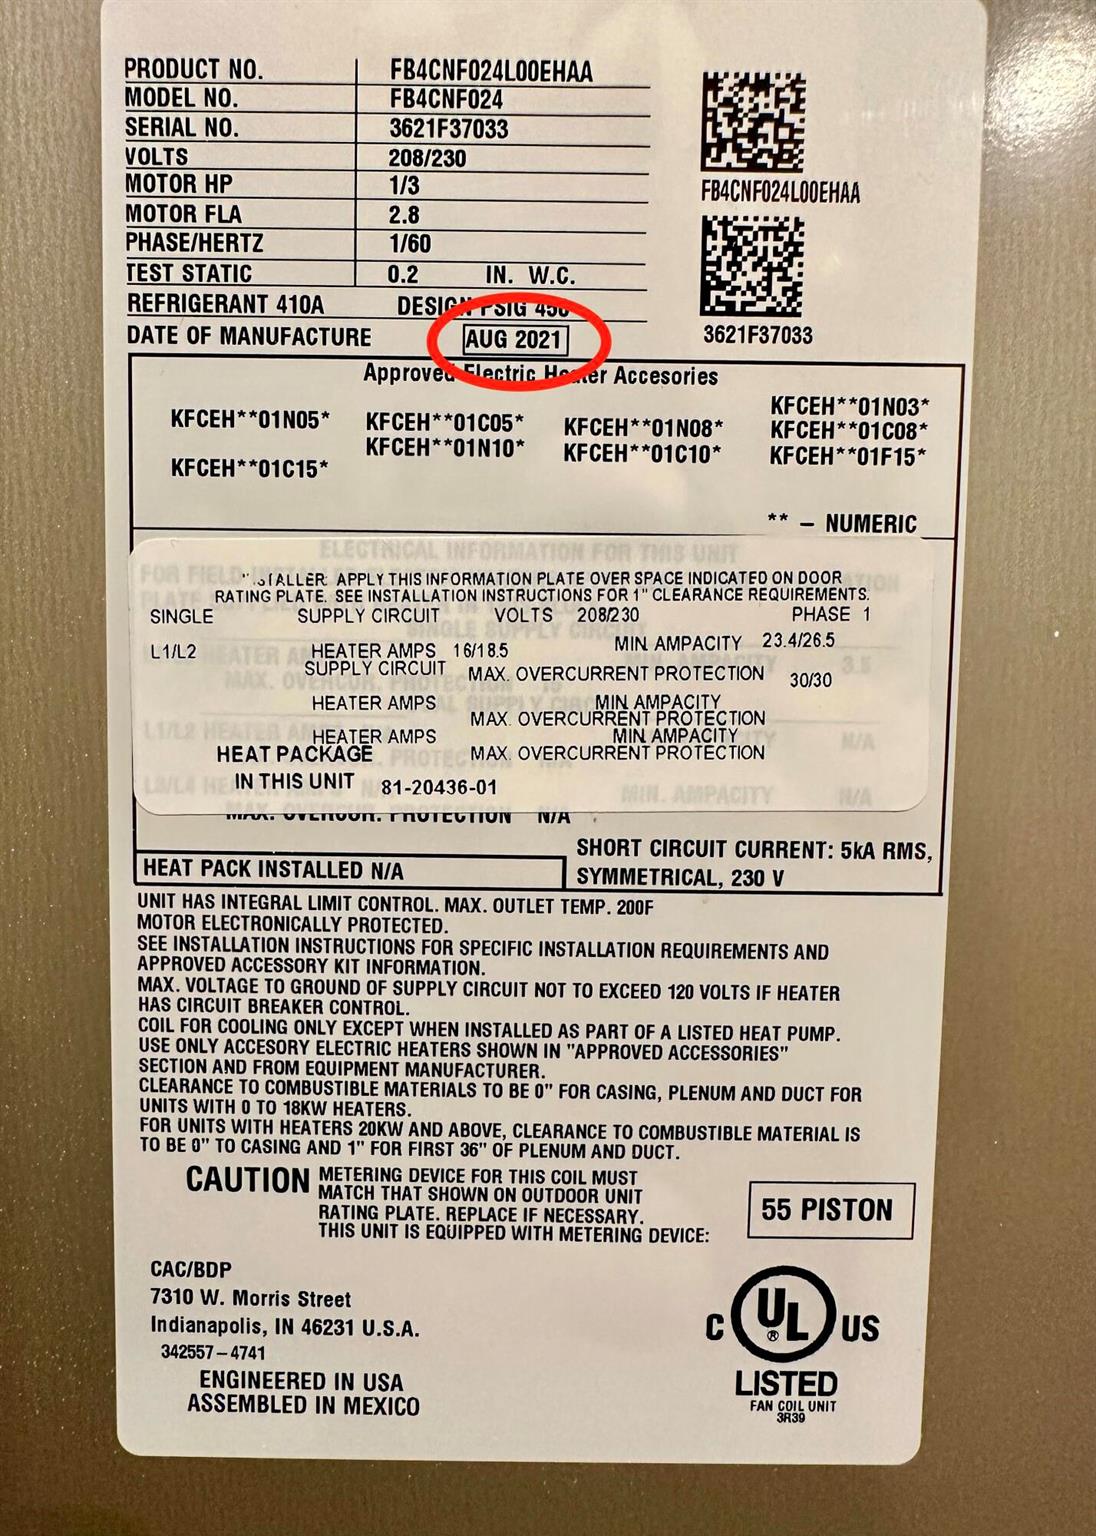 PRODUCT NO. FB4CNF024L00EHAA
MODEL NO. FB4CNF024
SERIAL NO. 3621F37033
VOLTS 208/230
MOTOR HP 1/3
MOTOR FLA 2.8
PHASE/HERTZ 1/60
TEST STATIC 0.2 IN. W.C.
REFRIGERANT 410A DESIGN PSIG 450
DATE OF MANUFACTURE AUG 2021
FB4CNF024L00EHAA
3621F37033
Approved Electric Heater Accesories
KFCEH**01N05* KFCEH**01C05* KFCEH**01N08* KFCEH**01N03*
KFCEH**01N10* KFCEH**01C10* KFCEH**01C08*
KFCEH**01C15* KFCEH**01F15*
** – NUMERIC
ELECTRICAL INFORMATION FOR THIS UNIT
APPLY THIS INFORMATION PLATE OVER SPACE INDICATED ON DOOR
RATING PLATE. SEE INSTALLATION INSTRUCTIONS FOR 1" CLEARANCE REQUIREMENTS.
SINGLE SUPPLY CIRCUIT VOLTS 208/230 PHASE 1
L1/L2 HEATER AMPS 16/18.5 MIN. AMPACITY 23.4/26.5
SUPPLY CIRCUIT MAX. OVERCURRENT PROTECTION 30/30
HEATER AMPS MIN. AMPACITY
MAX. OVERCURRENT PROTECTION
HEATER AMPS MIN. AMPACITY
HEAT PACKAGE MAX. OVERCURRENT PROTECTION
IN THIS UNIT 81-20436-01
MAX. OVERCUR. PROTECTION N/A
HEAT PACK INSTALLED N/A
SHORT CIRCUIT CURRENT: 5kA RMS,
SYMMETRICAL, 230 V
UNIT HAS INTEGRAL LIMIT CONTROL. MAX. OUTLET TEMP. 200F
MOTOR ELECTRONICALLY PROTECTED.
SEE INSTALLATION INSTRUCTIONS FOR SPECIFIC INSTALLATION REQUIREMENTS AND
APPROVED ACCESSORY KIT INFORMATION.
MAX. VOLTAGE TO GROUND OF SUPPLY CIRCUIT NOT TO EXCEED 120 VOLTS IF HEATER
HAS CIRCUIT BREAKER CONTROL.
COIL FOR COOLING ONLY EXCEPT WHEN INSTALLED AS PART OF A LISTED HEAT PUMP.
USE ONLY ACCESORY ELECTRIC HEATERS SHOWN IN "APPROVED ACCESSORIES"
SECTION AND FROM EQUIPMENT MANUFACTURER.
CLEARANCE TO COMBUSTIBLE MATERIALS TO BE 0" FOR CASING, PLENUM AND DUCT FOR
UNITS WITH 0 TO 18KW HEATERS.
FOR UNITS WITH HEATERS 20KW AND ABOVE, CLEARANCE TO COMBUSTIBLE MATERIAL IS
TO BE 0" TO CASING AND 1" FOR FIRST 36" OF PLENUM AND DUCT.
CAUTION METERING DEVICE FOR THIS COIL MUST
MATCH THAT SHOWN ON OUTDOOR UNIT
RATING PLATE. REPLACE IF NECESSARY.
THIS UNIT IS EQUIPPED WITH METERING DEVICE:
55 PISTON
CAC/BDP
7310 W. Morris Street
Indianapolis, IN 46231 U.S.A.
342557–4741
ENGINEERED IN USA
ASSEMBLED IN MEXICO
C UL ® US
LISTED
FAN COIL UNIT
3R39